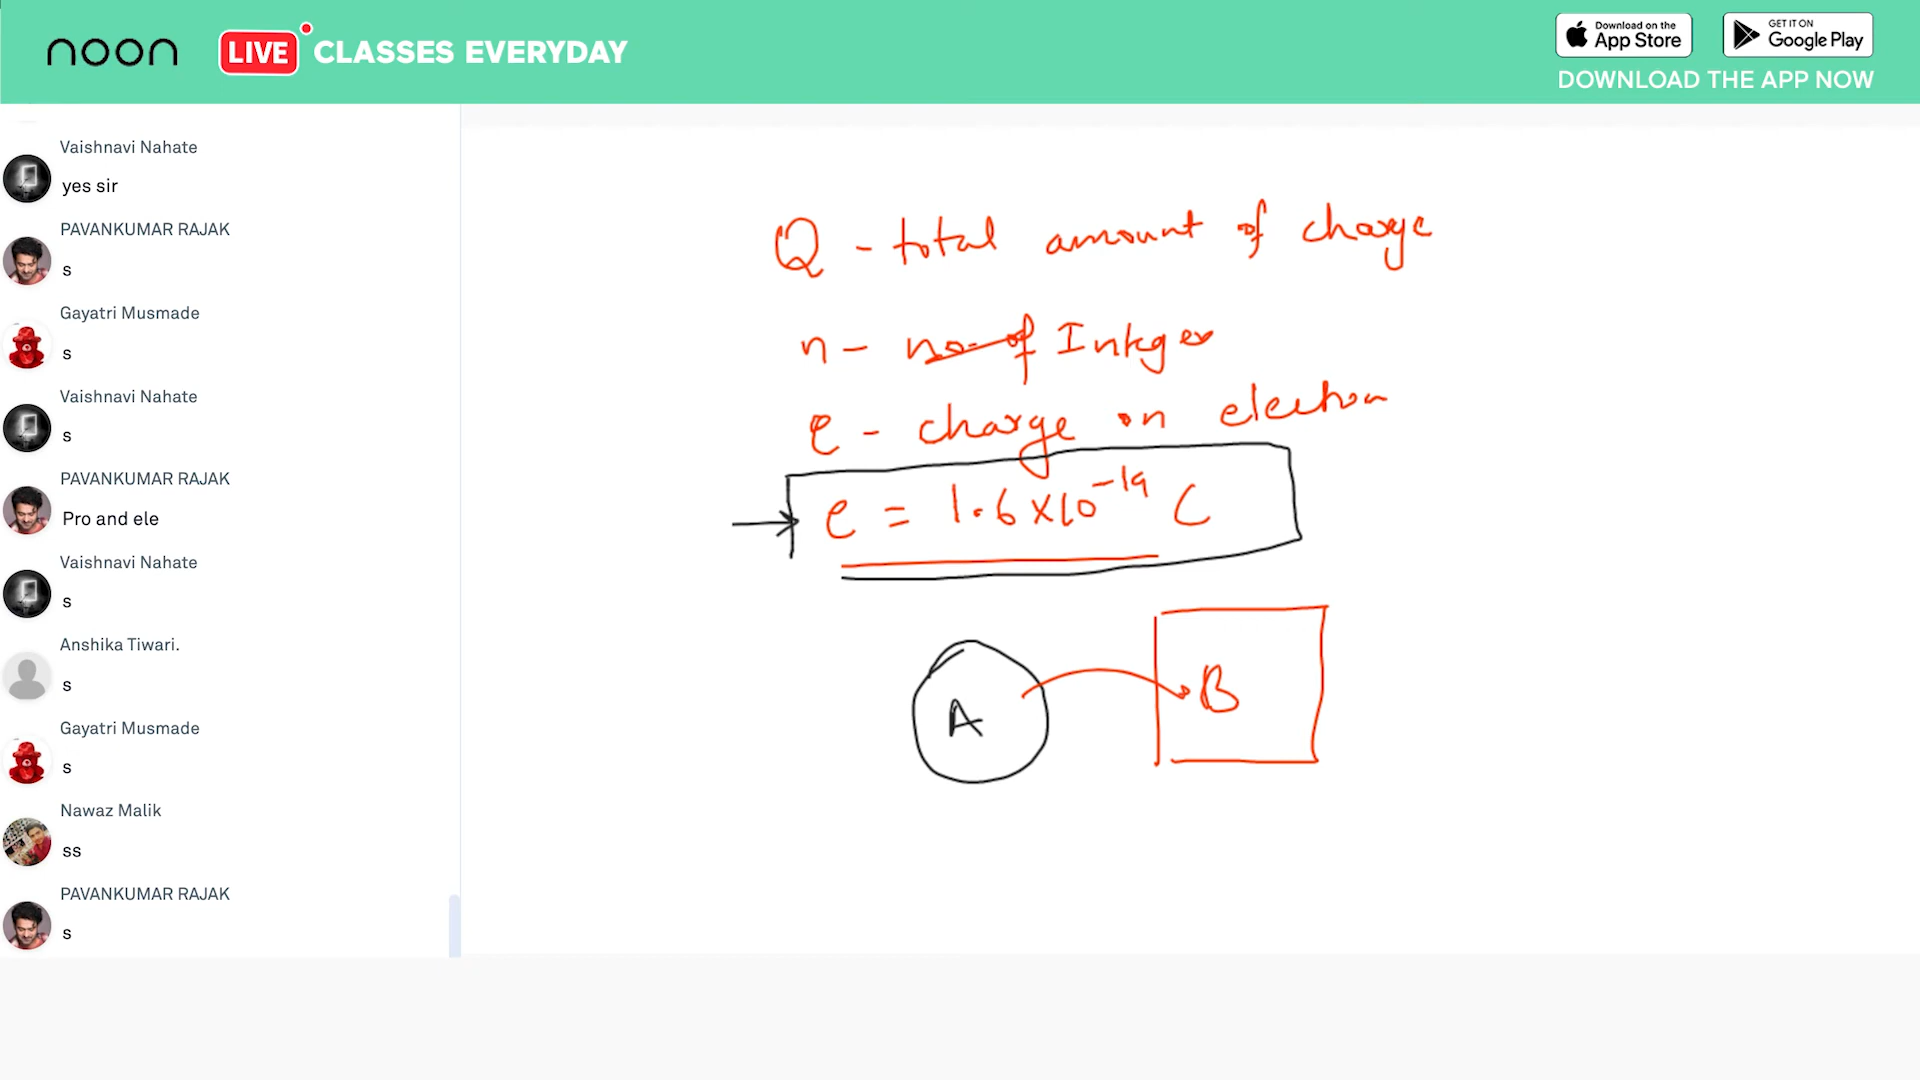 noon LIVE CLASSES EVERYDAY
Download on the App Store
GET IT ON Google Play
DOWNLOAD THE APP NOW
Vaishnavi Nahate
yes sir
PAVANKUMAR RAJAK
s
Gayatri Musmade
s
Vaishnavi Nahate
s
PAVANKUMAR RAJAK
Pro and ele
Vaishnavi Nahate
s
Anshika Tiwari.
s
Gayatri Musmade
s
Nawaz Malik
ss
PAVANKUMAR RAJAK
s
Q - total amount of charge
n - no. of Integer
e - charge on electron
e = 1.6 x 10⁻¹⁹ C
A
B